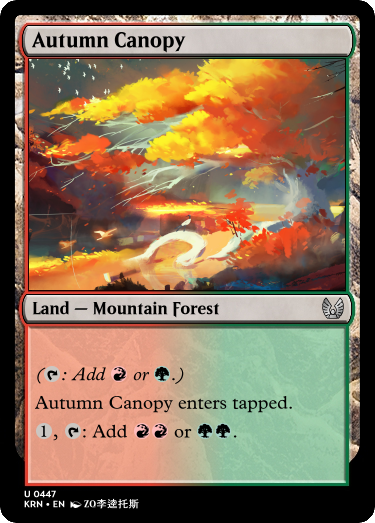 Autumn Canopy
Land — Mountain Forest
(: Add or .)
Autumn Canopy enters tapped.
1, : Add or .
U 0447
KRN • EN ZO李逵托斯